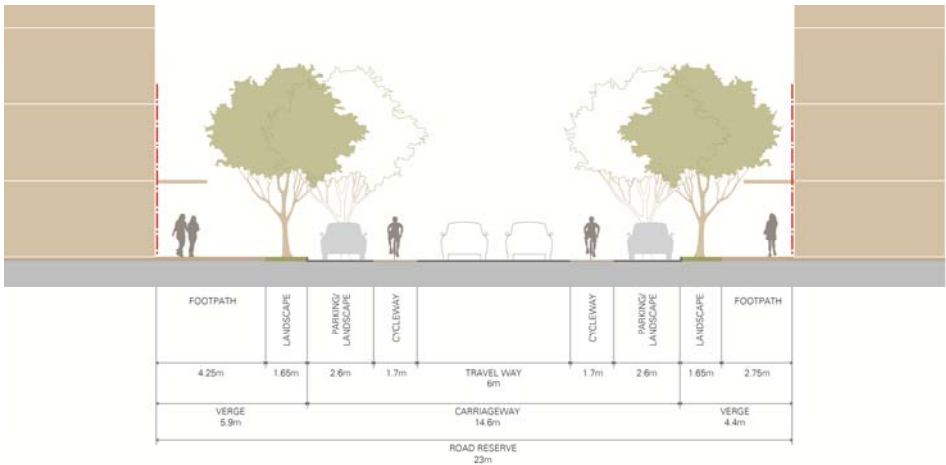 FOOTPATH
LANDSCAPE
PARKING/
LANDSCAPE
CYCLEWAY
CYCLEWAY
PARKING/
LANDSCAPE
LANDSCAPE
FOOTPATH
4.25m
1.65m
2.6m
1.7m
TRAVEL WAY
6m
1.7m
2.6m
1.65m
2.75m
VERGE
5.9m
CARRIAGEWAY
14.6m
VERGE
4.4m
ROAD RESERVE
23m